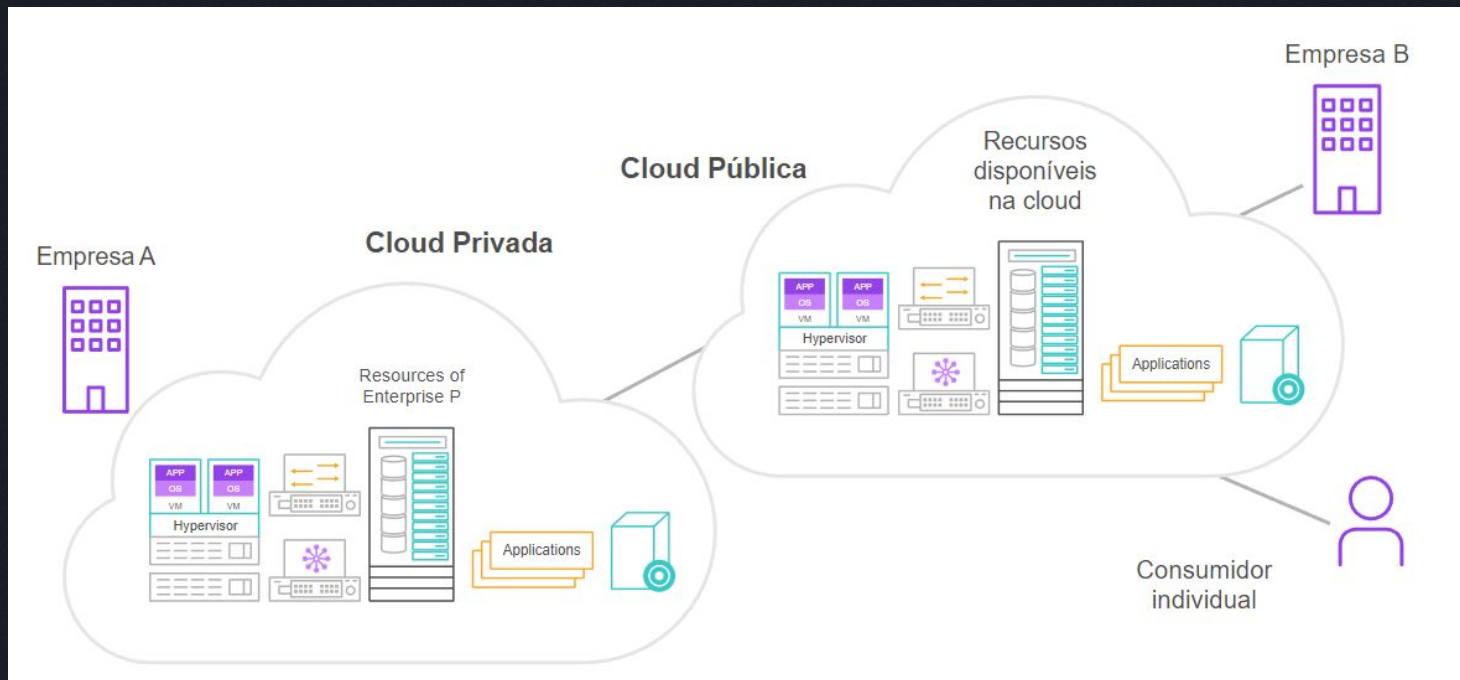 Empresa B
Recursos
disponíveis
na cloud
Cloud Pública
Cloud Privada
Empresa A
APP
APP
OS
OS
VM
VM
Hypervisor
Applications
Resources of
Enterprise P
APP
APP
OS
OS
VM
VM
Hypervisor
Applications
Consumidor
individual